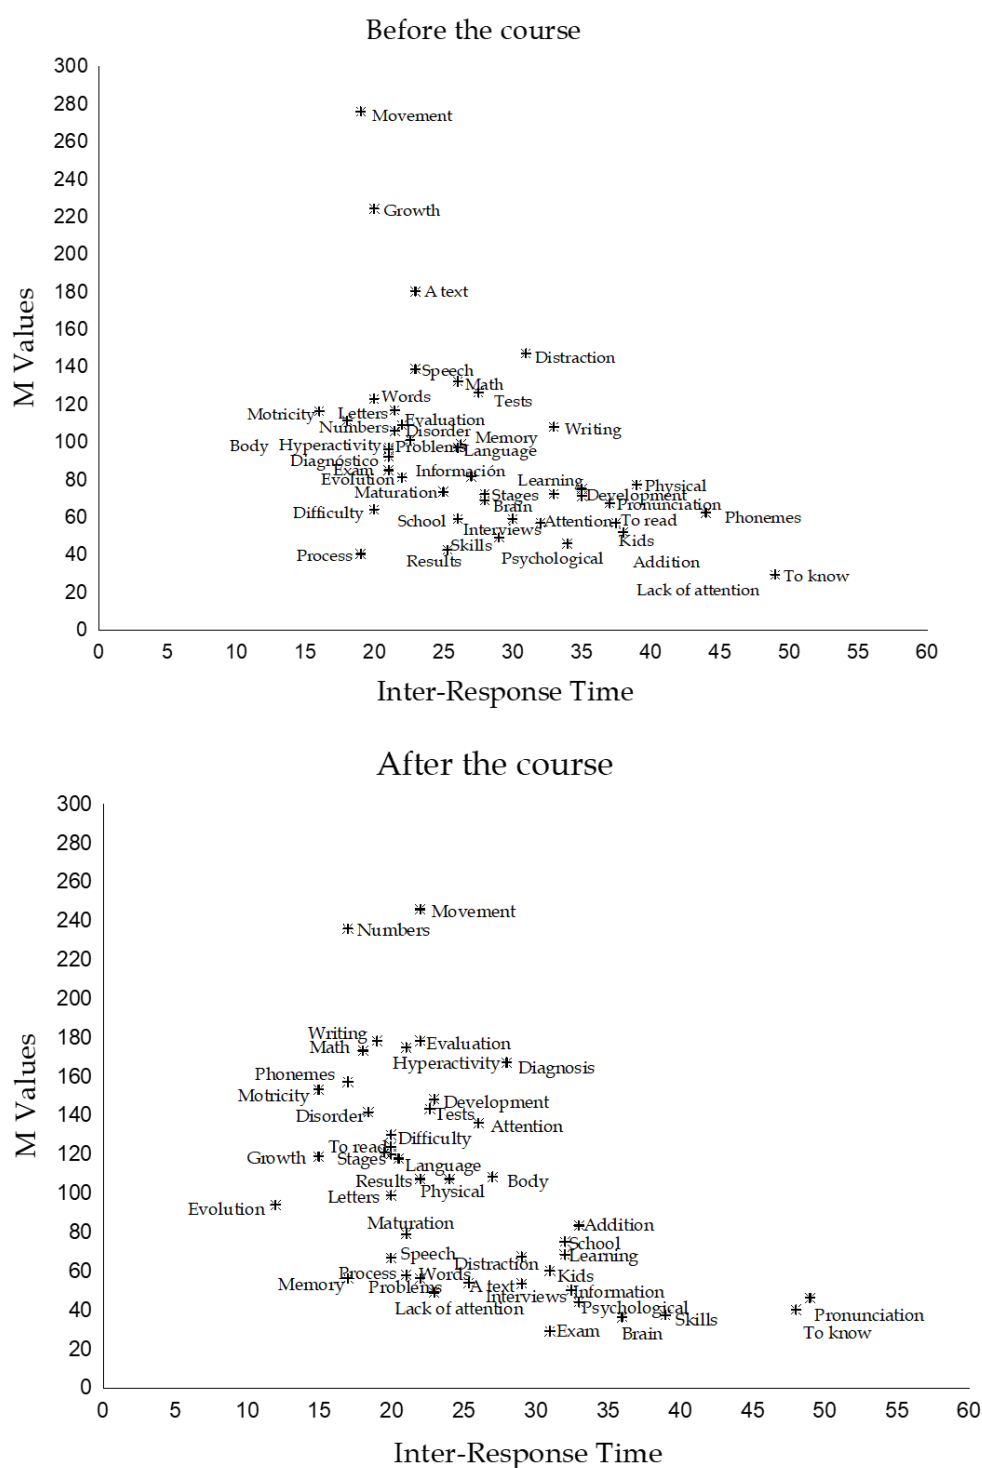 Before the course
300
280
Movement
260
240
220
Growth
200
180
A text
160
Distraction
140
Speech
Math
120
Words
Tests
Motricity
Letters
Evaluation
Numbers
Disorder
Writing
100
Body
Hyperactivity
Problems
Memory
Language
Diagnóstico
80
Exam
Información
Evolution
Learning
Physical
Maturation
Stages
Development
60
Difficulty
Brain
Pronunciation
School
Interviews
Attention
To read
Phonemes
40
Process
Results
Skills
Psychological
Kids
Addition
20
Lack of attention
To know
0
0 5 10 15 20 25 30 35 40 45 50 55 60
M Values
Inter-Response Time
After the course
300
280
260
240
Movement
Numbers
220
200
180
Writing
Evaluation
Math
Hyperactivity
Diagnosis
160
Phonemes
Motricity
Development
140
Disorder
Tests
Attention
Difficulty
120
To read
Growth
Stages
Language
Results
Physical
Body
100
Letters
Evolution
80
Maturation
Addition
School
60
Speech
Distraction
Learning
Memory
Process
Words
Kids
Problems
A text
Interviews
Information
40
Lack of attention
Psychological
Skills
Pronunciation
20
Exam
Brain
To know
0
0 5 10 15 20 25 30 35 40 45 50 55 60
M Values
Inter-Response Time